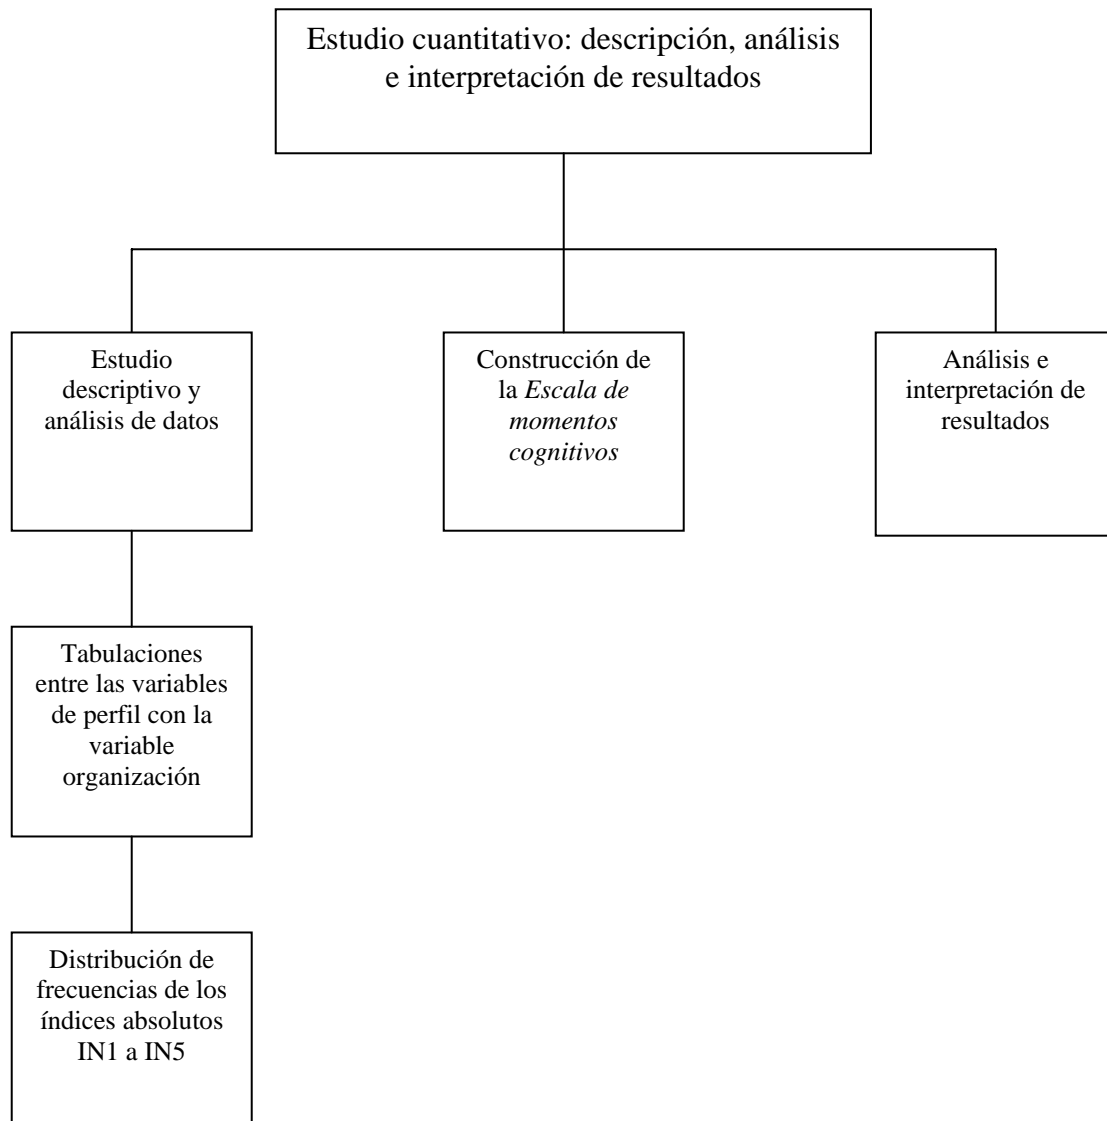 Estudio cuantitativo: descripción, análisis
e interpretación de resultados
Estudio
descriptivo y
análisis de datos
Construcción de
la Escala de
momentos
cognitivos
Análisis e
interpretación de
resultados
Tabulaciones
entre las variables
de perfil con la
variable
organización
Distribución de
frecuencias de los
índices absolutos
IN1 a IN5